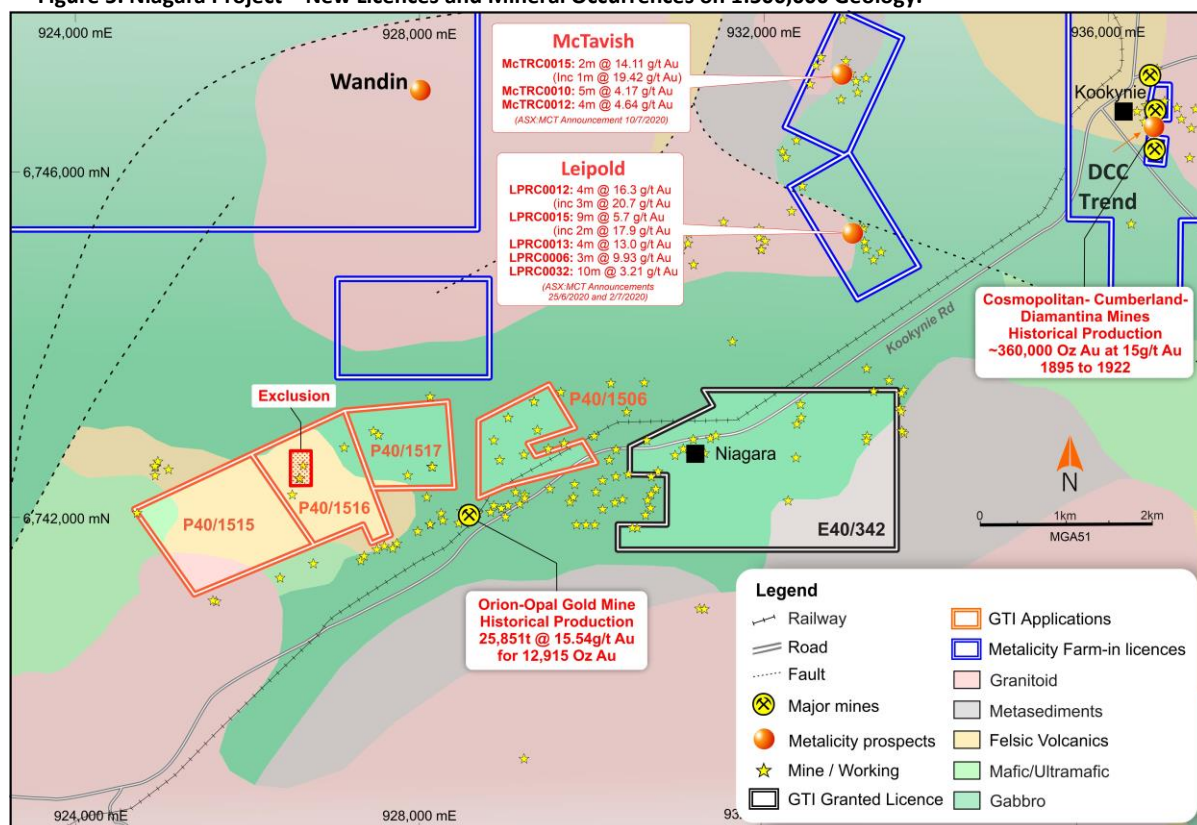 Figure 5: Niagara Project – New Licences and Mineral Occurrences on 1:500,000 Geology.
924,000 mE
928,000 mE
932,000 mE
936,000 mE
Wandin
McTavish
McTRC0015: 2m @ 14.11 g/t Au
(Inc 1m @ 19.42 g/t Au)
McTRC0010: 5m @ 4.17 g/t Au
McTRC0012: 4m @ 4.64 g/t Au
(ASX:MCT Announcement 10/7/2020)
Kookynie
6,746,000 mN
Leipold
LPRC0012: 4m @ 16.3 g/t Au
(inc 3m @ 20.7 g/t Au)
LPRC0015: 9m @ 5.7 g/t Au
(inc 2m @ 17.9 g/t Au)
LPRC0013: 4m @ 13.0 g/t Au
LPRC0006: 3m @ 9.93 g/t Au
LPRC0032: 10m @ 3.21 g/t Au
(ASX:MCT Announcements
25/6/2020 and 2/7/2020)
DCC
Trend
Cosmopolitan- Cumberland-
Diamantina Mines
Historical Production
~360,000 Oz Au at 15g/t Au
1895 to 1922
Kookynie Rd
Exclusion
P40/1506
P40/1517
Niagara
P40/1516
P40/1515
6,742,000 mN
E40/342
N
0
1km
2km
MGA51
Orion-Opal Gold Mine
Historical Production
25,851t @ 15.54g/t Au
for 12,915 Oz Au
Legend
Railway
Road
Fault
Major mines
Metalicity prospects
Mine / Working
GTI Granted Licence
GTI Applications
Metalicity Farm-in licences
Granitoid
Metasediments
Felsic Volcanics
Mafic/Ultramafic
Gabbro
924,000 mE
928,000 mE